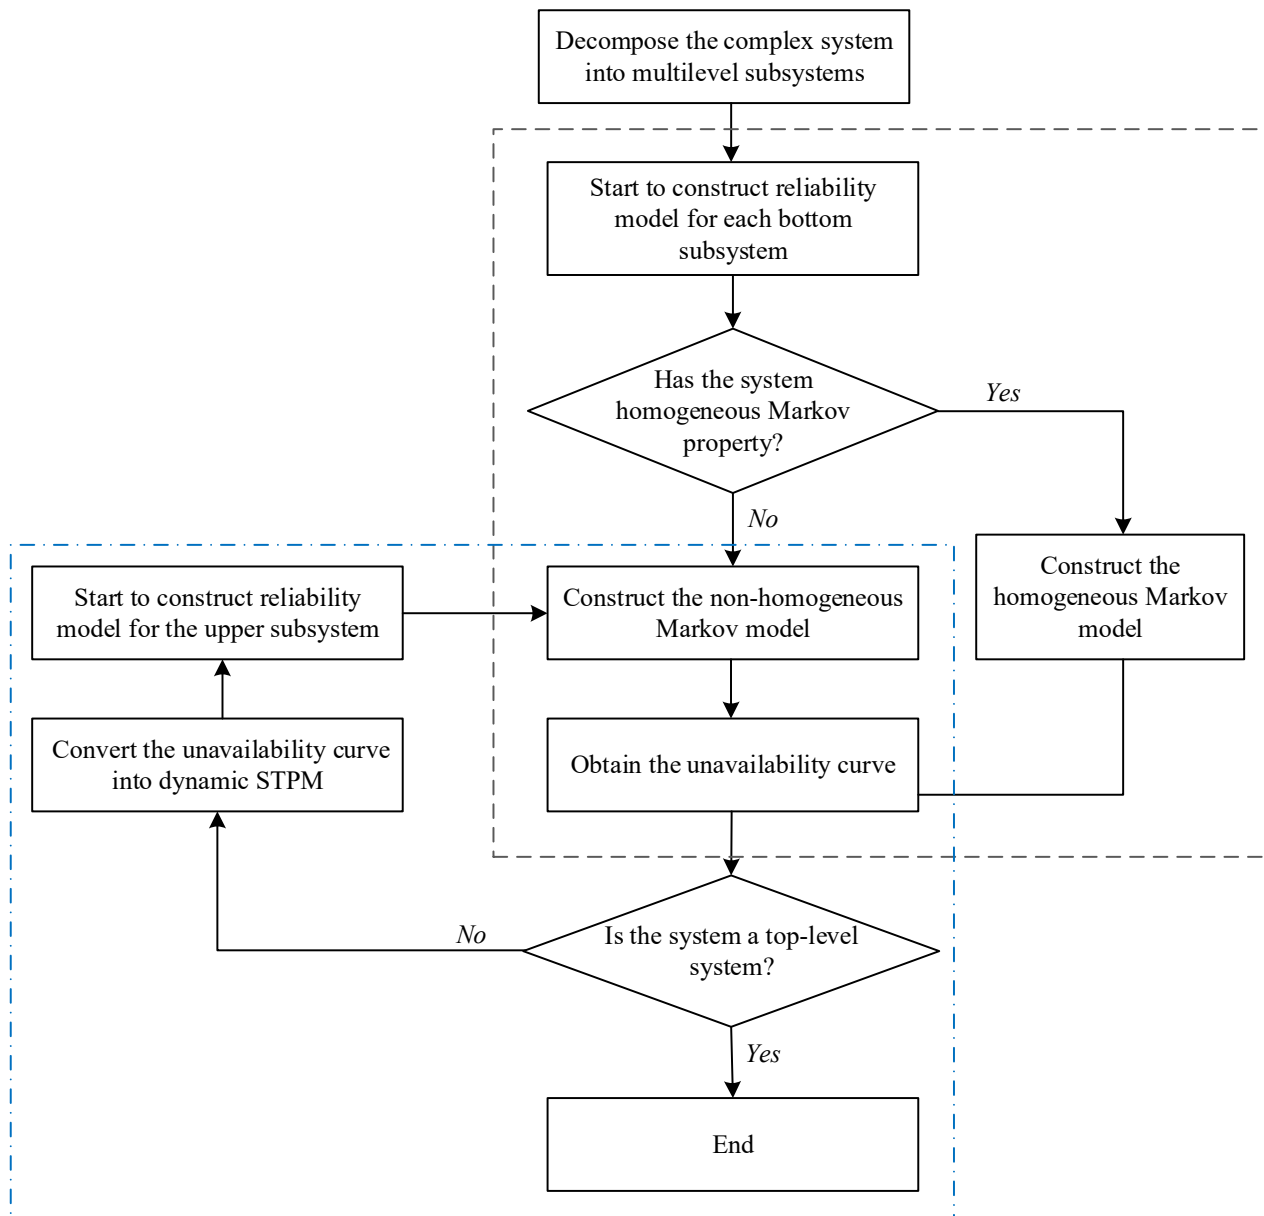 Decompose the complex system
into multilevel subsystems
Start to construct reliability
model for each bottom
subsystem
Has the system
homogeneous Markov
property?
Yes
No
Construct the
homogeneous Markov
model
Start to construct reliability
model for the upper subsystem
Construct the non-homogeneous
Markov model
Convert the unavailability curve
into dynamic STPM
Obtain the unavailability curve
Is the system a top-level
system?
No
Yes
End